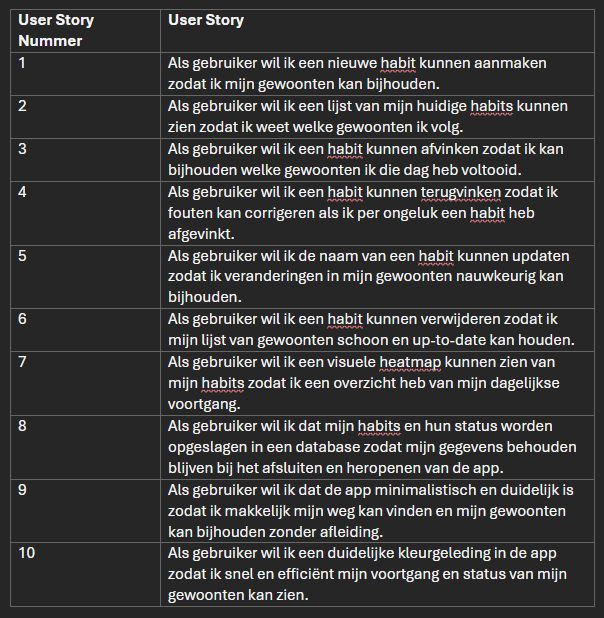 User Story Nummer
User Story
1
Als gebruiker wil ik een nieuwe habit kunnen aanmaken
zodat ik mijn gewoonten kan bijhouden.
2
Als gebruiker wil ik een lijst van mijn huidige habits kunnen
zien zodat ik weet welke gewoonten ik volg.
3
Als gebruiker wil ik een habit kunnen afvinken zodat ik kan
bijhouden welke gewoonten ik die dag heb voltooid.
4
Als gebruiker wil ik een habit kunnen terugvinken zodat ik
fouten kan corrigeren als ik per ongeluk een habit heb
afgevinkt.
5
Als gebruiker wil ik de naam van een habit kunnen updaten
zodat ik veranderingen in mijn gewoonten nauwkeurig kan
bijhouden.
6
Als gebruiker wil ik een habit kunnen verwijderen zodat ik
mijn lijst van gewoonten schoon en up-to-date kan houden.
7
Als gebruiker wil ik een visuele heatmap kunnen zien van
mijn habits zodat ik een overzicht heb van mijn dagelijkse
voortgang.
8
Als gebruiker wil ik dat mijn habits en hun status worden
opgeslagen in een database zodat mijn gegevens behouden
blijven bij het afsluiten en heropenen van de app.
9
Als gebruiker wil ik dat de app minimalistisch en duidelijk is
zodat ik makkelijk mijn weg kan vinden en mijn gewoonten
kan bijhouden zonder afleiding.
10
Als gebruiker wil ik een duidelijke kleurgeleding in de app
zodat ik snel en efficiënt mijn voortgang en status van mijn
gewoonten kan zien.